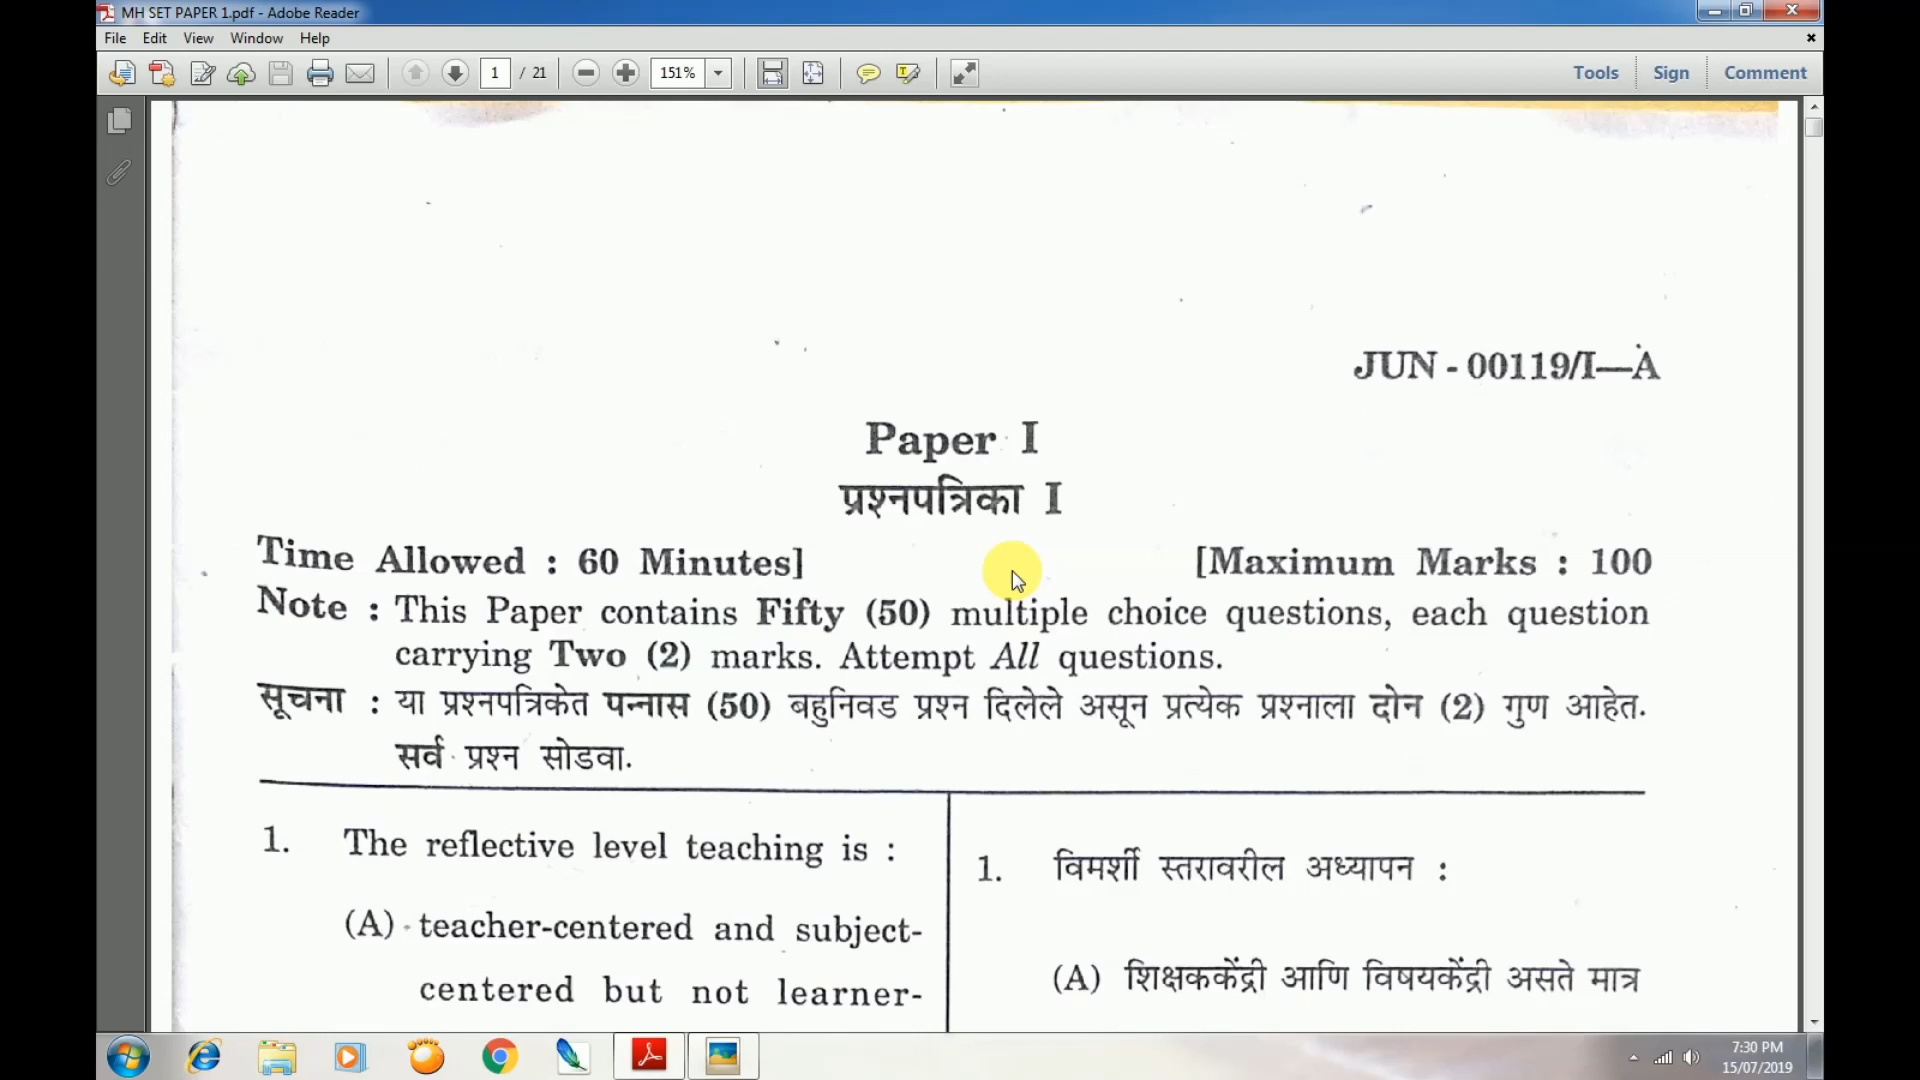 MH SET PAPER 1.pdf - Adobe Reader
File Edit View Window Help
1 / 21 151% Tools Sign Comment
JUN - 00119/I—A
Paper I
प्रश्नपत्रिका I
Time Allowed : 60 Minutes] [Maximum Marks : 100
Note : This Paper contains Fifty (50) multiple choice questions, each question
carrying Two (2) marks. Attempt All questions.
सूचना : या प्रश्नपत्रिकेत पन्नास (50) बहुनिवड प्रश्न दिलेले असून प्रत्येक प्रश्नाला दोन (2) गुण आहेत.
सर्व प्रश्न सोडवा.
1. The reflective level teaching is :
(A) teacher-centered and subject-
centered but not learner-
1. विमर्शी स्तरावरील अध्यापन :
(A) शिक्षककेंद्री आणि विषयकेंद्री असते मात्र
7:30 PM
15/07/2019